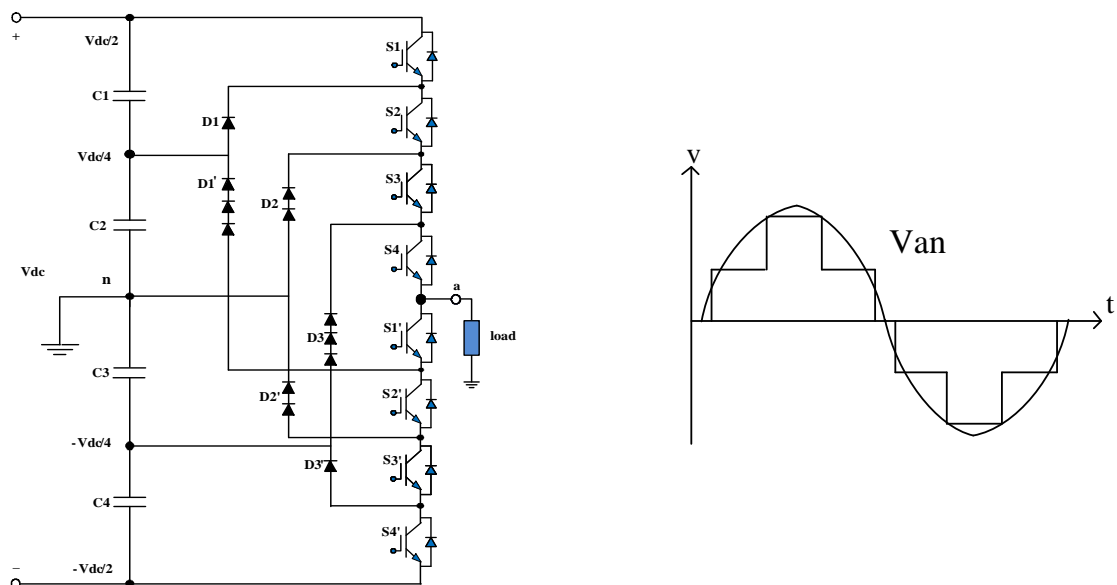 +
Vdc/2
S1
C1
D1
S2
Vdc/4
D1'
D2
S3
C2
S4
Vdc
n
a
D3
S1'
load
C3
D2'
S2'
-Vdc/4
D3'
S3'
C4
S4'
-Vdc/2
−
v
Van
t